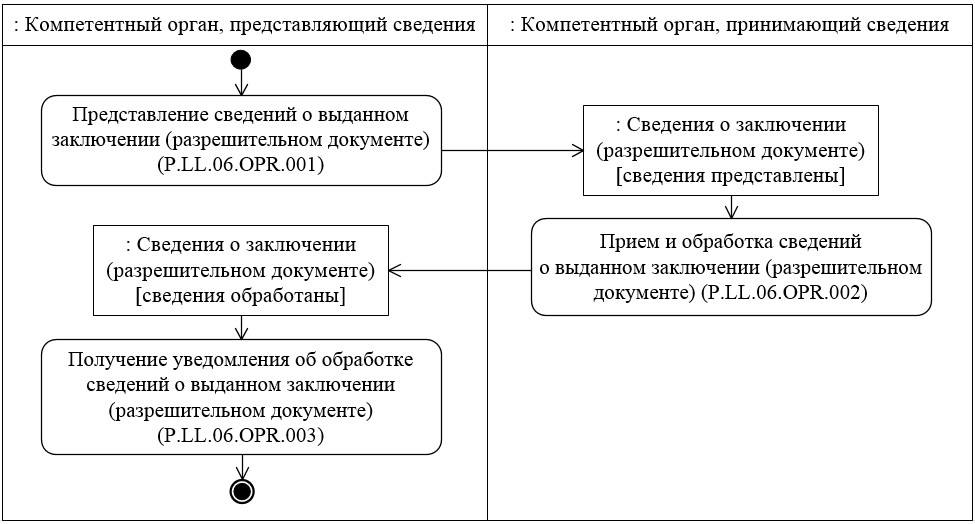 : Компетентный орган, представляющий сведения
: Компетентный орган, принимающий сведения
Представление сведений о выданном
заключении (разрешительном документе)
(P.LL.06.OPR.001)
: Сведения о заключении
(разрешительном документе)
[сведения представлены]
Прием и обработка сведений
о выданном заключении (разрешительном
документе) (P.LL.06.OPR.002)
: Сведения о заключении
(разрешительном документе)
[сведения обработаны]
Получение уведомления об обработке
сведений о выданном заключении
(разрешительном документе)
(P.LL.06.OPR.003)